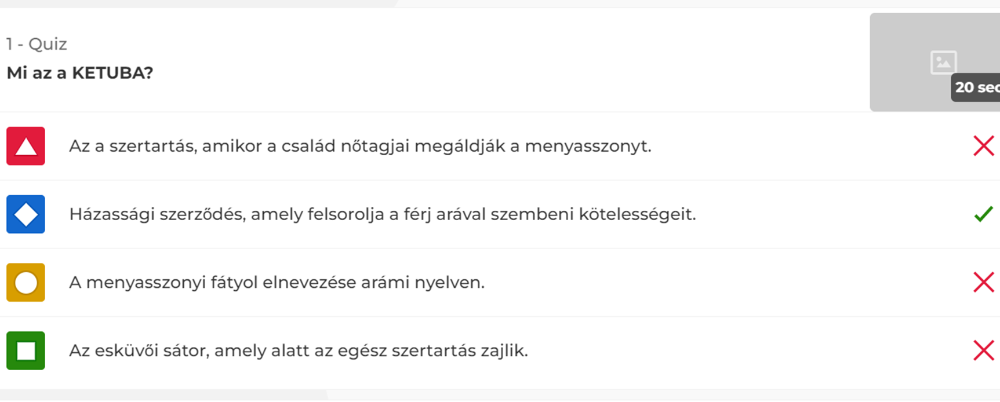 1 - Quiz
Mi az a KETUBA?
20 sec
Az a szertartás, amikor a család nőtagjai megáldják a menyasszonyt.
Házassági szerződés, amely felsorolja a férj arával szembeni kötelességeit.
A menyasszonyi fátyol elnevezése arámi nyelven.
Az esküvői sátor, amely alatt az egész szertartás zajlik.